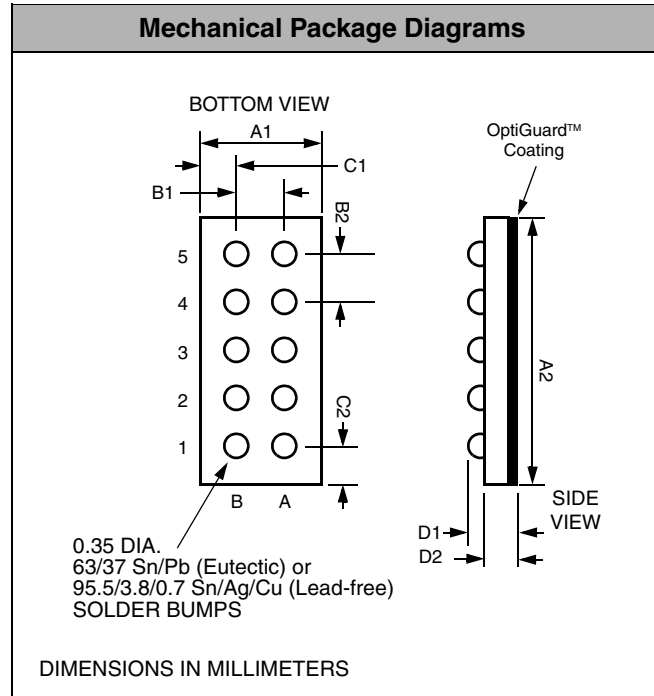 Mechanical Package Diagrams
BOTTOM VIEW
A1
C1
B1
B2
OptiGuard™
Coating
5
4
3
2
1
C2
A2
B A
D1
D2
SIDE
VIEW
0.35 DIA.
63/37 Sn/Pb (Eutectic) or
95.5/3.8/0.7 Sn/Ag/Cu (Lead-free)
SOLDER BUMPS
DIMENSIONS IN MILLIMETERS